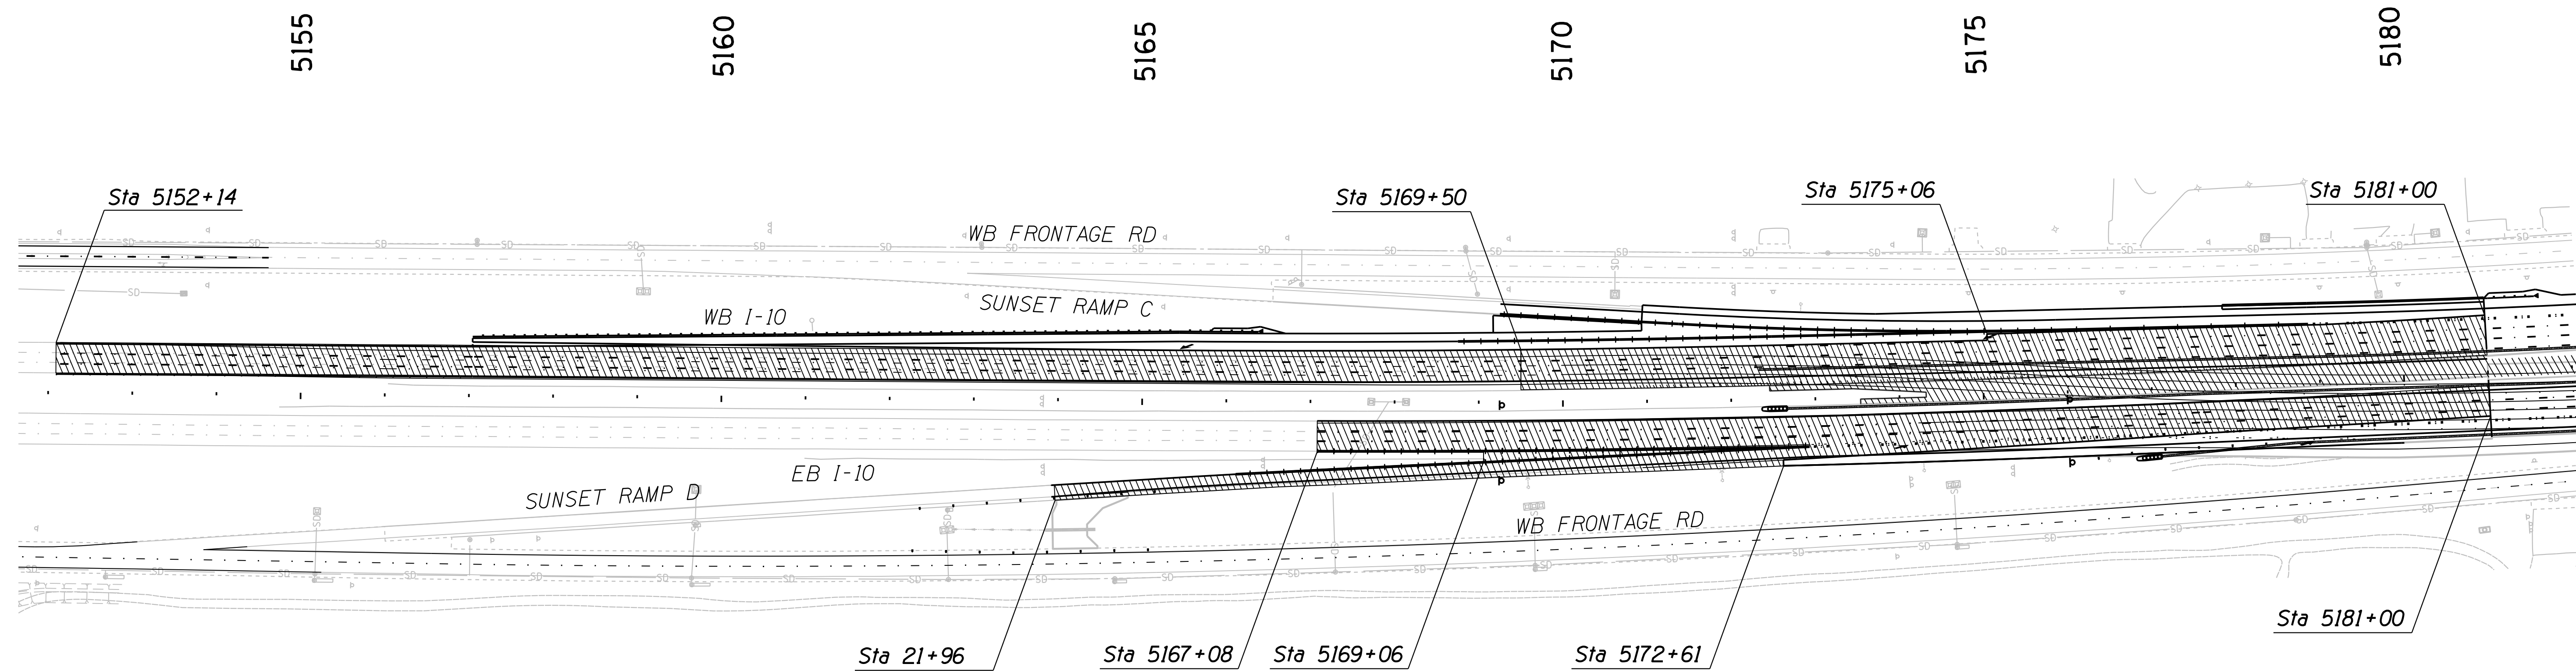 5155
5160
5165
5170
5175
5180
Sta 5152+14
Sta 5169+50
Sta 5175+06
Sta 5181+00
WB FRONTAGE RD
SUNSET RAMP C
WB I-10
EB I-10
SUNSET RAMP D
WB FRONTAGE RD
Sta 21+96
Sta 5167+08
Sta 5169+06
Sta 5172+61
Sta 5181+00